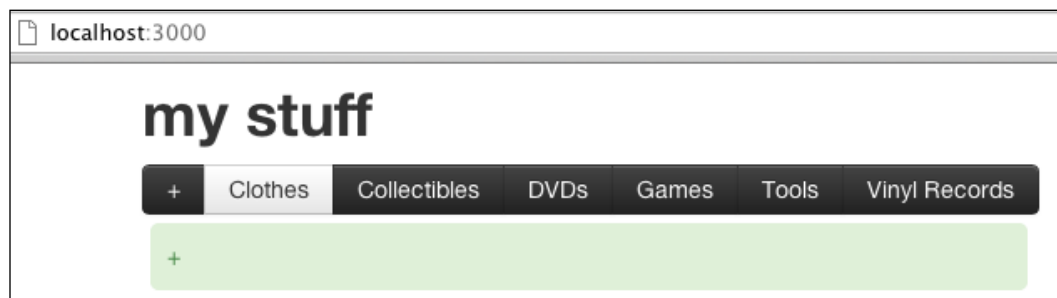 localhost:3000
my stuff
+ Clothes Collectibles DVDs Games Tools Vinyl Records
+